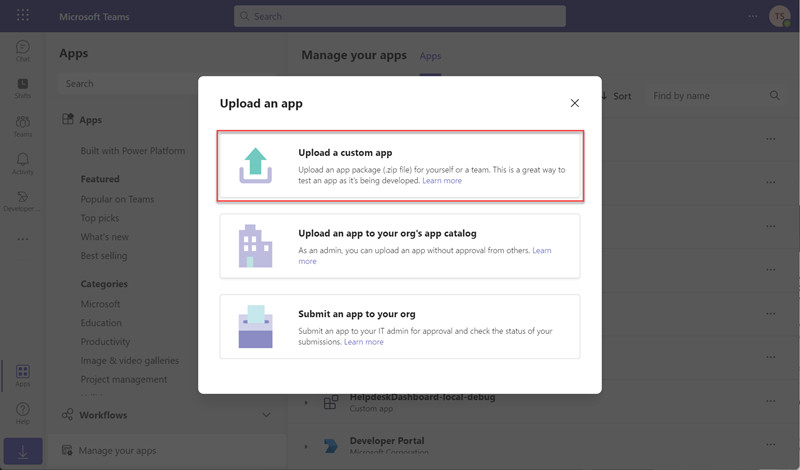 Microsoft Teams
Search
TS
Chat
Shifts
Teams
Activity
Developer ...
Apps
Help
Apps
Search
Apps
Built with Power Platform
Featured
Popular on Teams
Top picks
What's new
Best selling
Categories
Microsoft
Education
Productivity
Image & video galleries
Project management
Workflows
Manage your apps
Manage your apps
Apps
Sort
Find by name
Upload an app
Upload a custom app
Upload an app package (.zip file) for yourself or a team. This is a great way to
test an app as it's being developed. Learn more
Upload an app to your org's app catalog
As an admin, you can upload an app without approval from others. Learn
more
Submit an app to your org
Submit an app to your IT admin for approval and check the status of your
submissions. Learn more
HelpdeskDashboard-local-debug
Custom app
Developer Portal
Microsoft Corporation